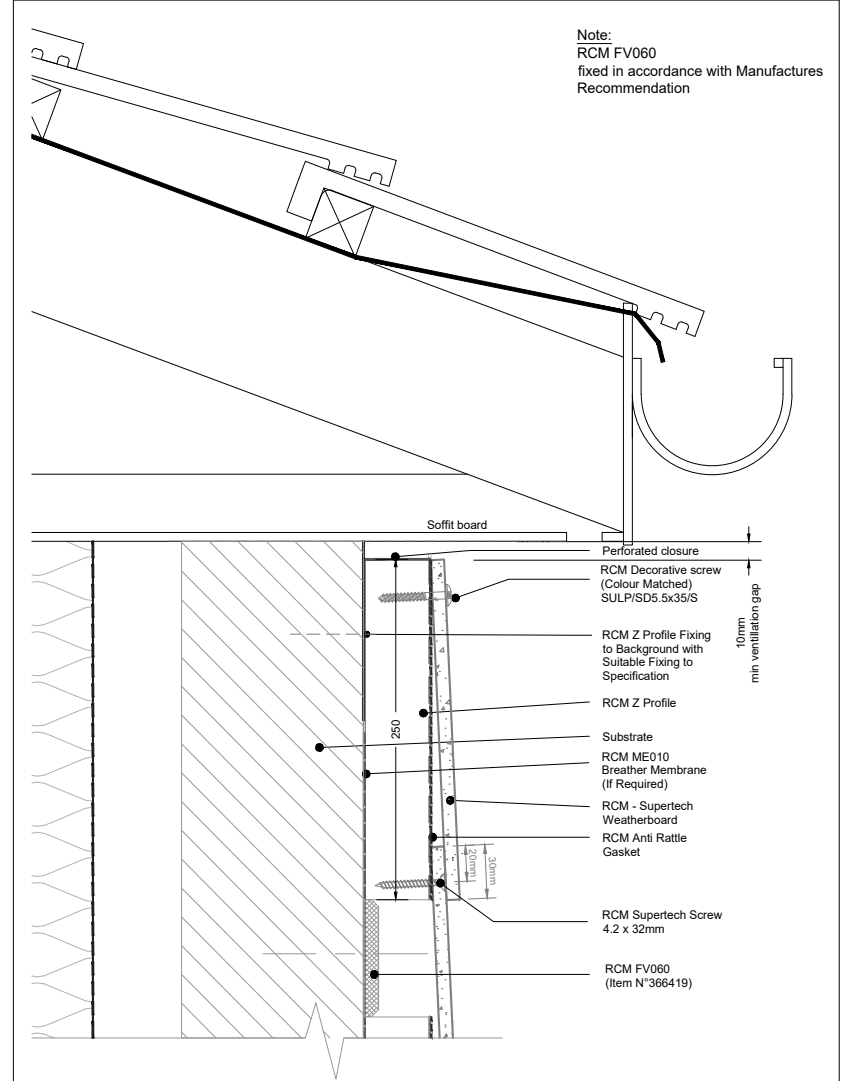 Note:
RCM FV060
fixed in accordance with Manufactures
Recommendation
Soffit board
Perforated closure
RCM Decorative screw
(Colour Matched)
SULP/SD5.5x35/S
10mm
min ventillation gap
RCM Z Profile Fixing
to Background with
Suitable Fixing to
Specification
RCM Z Profile
250
Substrate
RCM ME010
Breather Membrane
(If Required)
RCM - Supertech
Weatherboard
RCM Anti Rattle
Gasket
20mm
30mm
RCM Supertech Screw
4.2 x 32mm
RCM FV060
(Item N°366419)